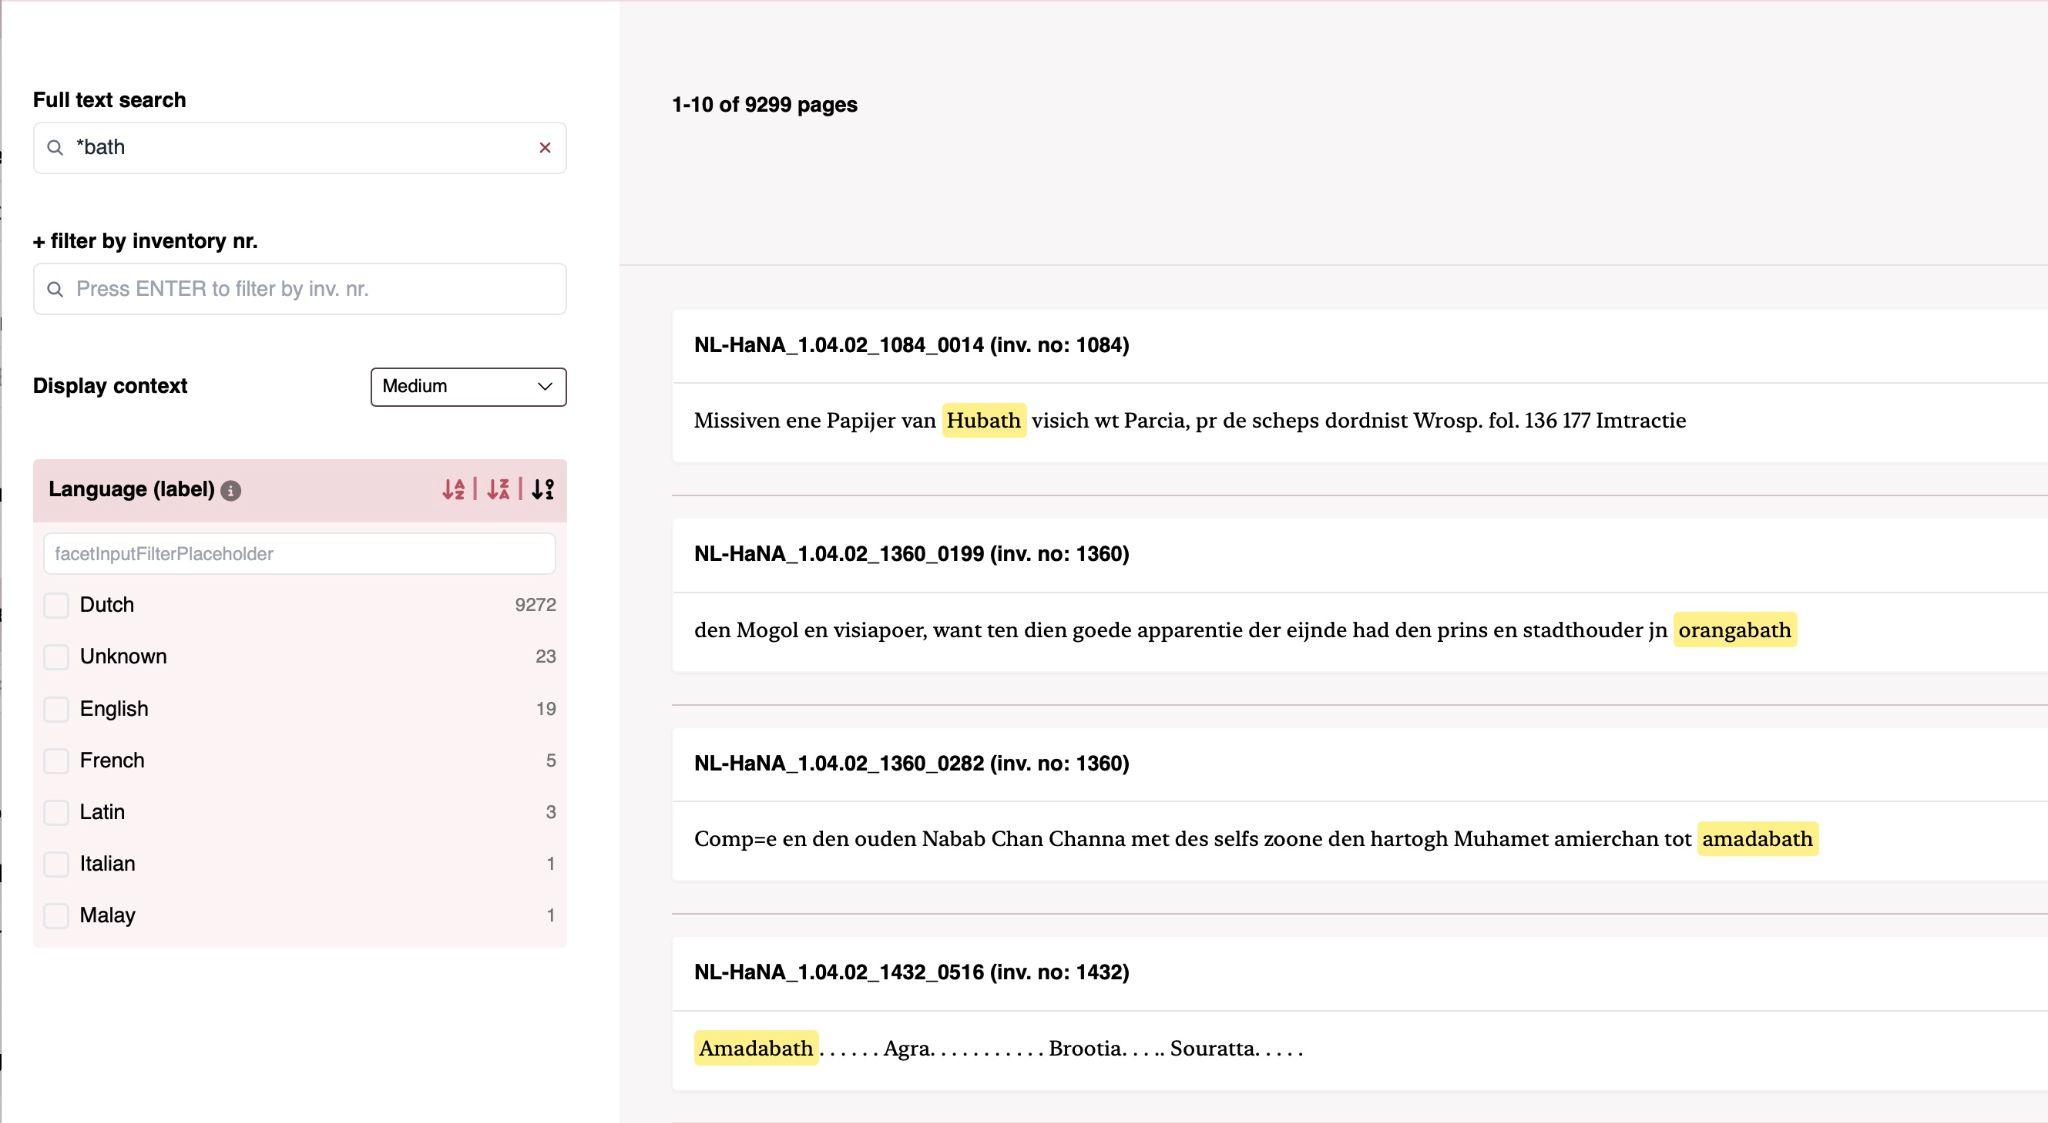 Full text search
*bath
+ filter by inventory nr.
Press ENTER to filter by inv. nr.
Display context
Medium
Language (label)
facetInputFilterPlaceholder
Dutch 9272
Unknown 23
English 19
French 5
Latin 3
Italian 1
Malay 1
1-10 of 9299 pages
NL-HaNA_1.04.02_1084_0014 (inv. no: 1084)
Missiven ene Papijer van Hubath visich wt Parcia, pr de scheps dordnist Wrosp. fol. 136 177 Imtractie
NL-HaNA_1.04.02_1360_0199 (inv. no: 1360)
den Mogol en visiapoer, want ten dien goede apparentie der eijnde had den prins en stadthouder jn orangabath
NL-HaNA_1.04.02_1360_0282 (inv. no: 1360)
Comp=e en den ouden Nabab Chan Channa met des selfs zoone den hartogh Muhamet amierchan tot amadabath
NL-HaNA_1.04.02_1432_0516 (inv. no: 1432)
Amadabath . . . . . . Agra. . . . . . . . . . . Brootia. . . .. Souratta. . . . .